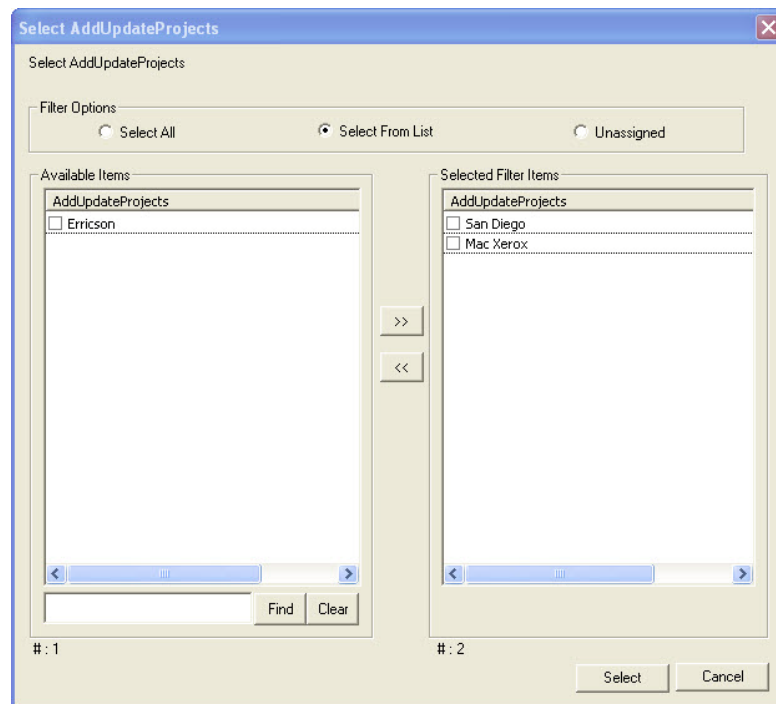 Select AddUpdateProjects
Select AddUpdateProjects
Filter Options
Select All Select From List Unassigned
Available Items Selected Filter Items
AddUpdateProjects AddUpdateProjects
Erricson San Diego
Mac Xerox
>>
<<
Find Clear
# : 1 # : 2
Select Cancel